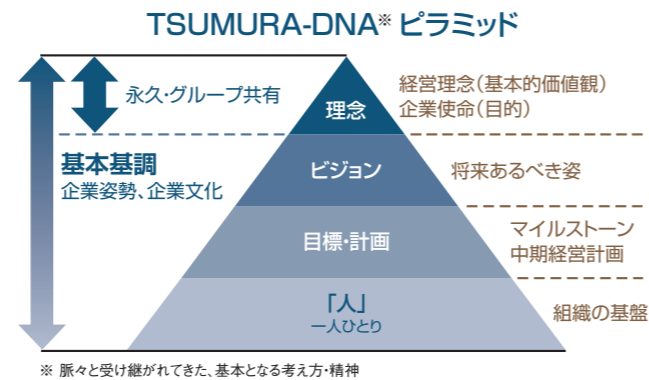 TSUMURA-DNA※ ピラミッド
永久・グループ共有
理念
経営理念（基本的価値観）
企業使命（目的）
基本基調
企業姿勢、企業文化
ビジョン
将来あるべき姿
目標・計画
マイルストーン
中期経営計画
「人」
一人ひとり
組織の基盤
※ 脈々と受け継がれてきた、基本となる考え方・精神